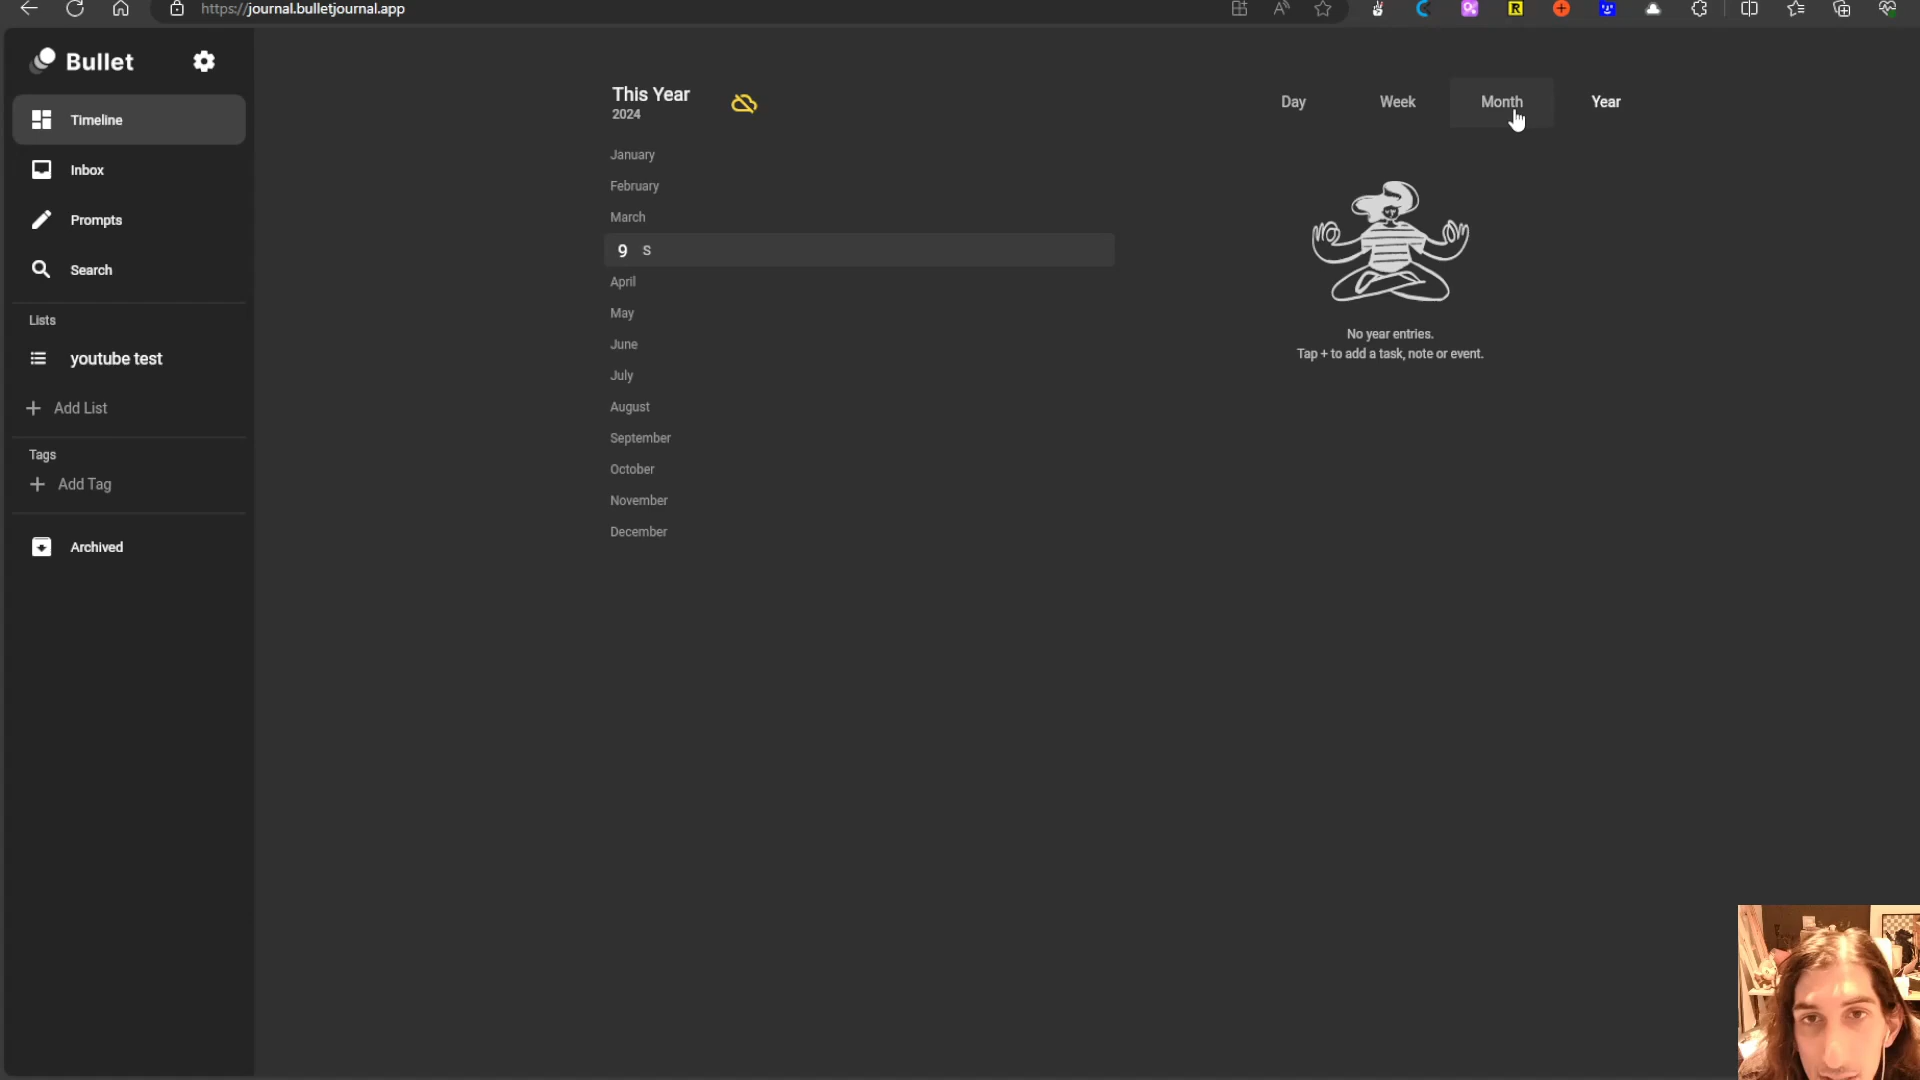 https://journal.bulletjournal.app
Bullet
Timeline
Inbox
Prompts
Search
Lists
youtube test
Add List
Tags
Add Tag
Archived
This Year
2024
January
February
March
9 S
April
May
June
July
August
September
October
November
December
Day Week Month Year
No year entries.
Tap + to add a task, note or event.